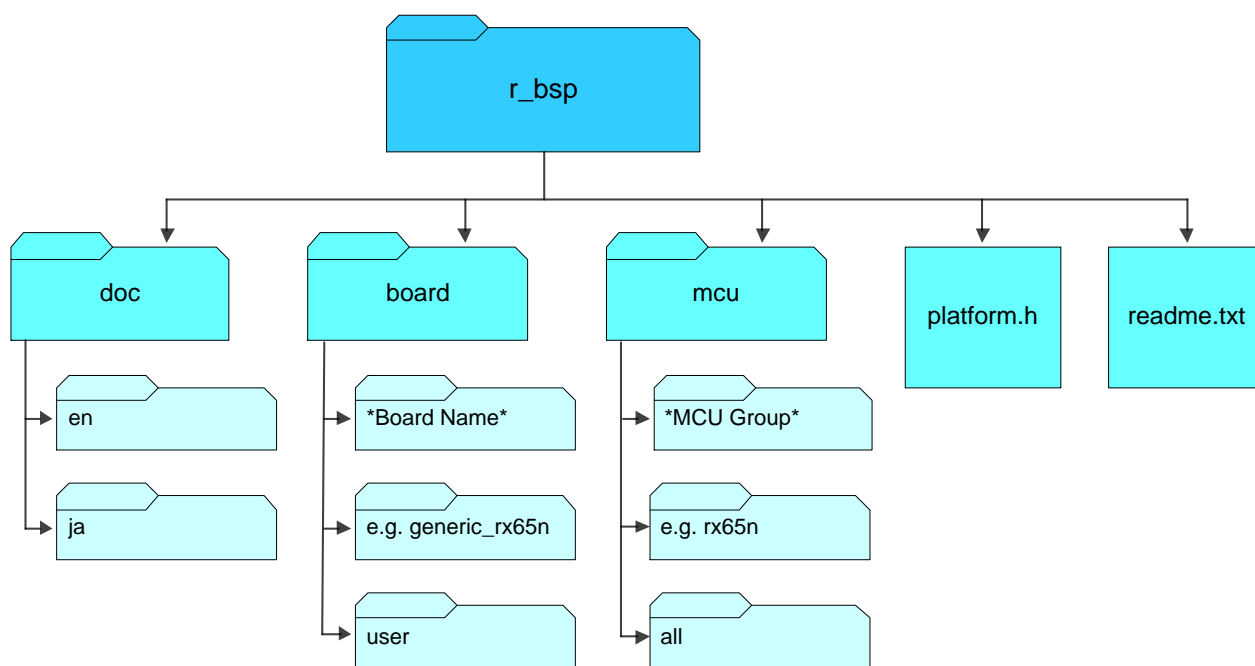 r_bsp
doc
board
mcu
platform.h
readme.txt
en
*Board Name*
*MCU Group*
ja
e.g. generic_rx65n
e.g. rx65n
user
all